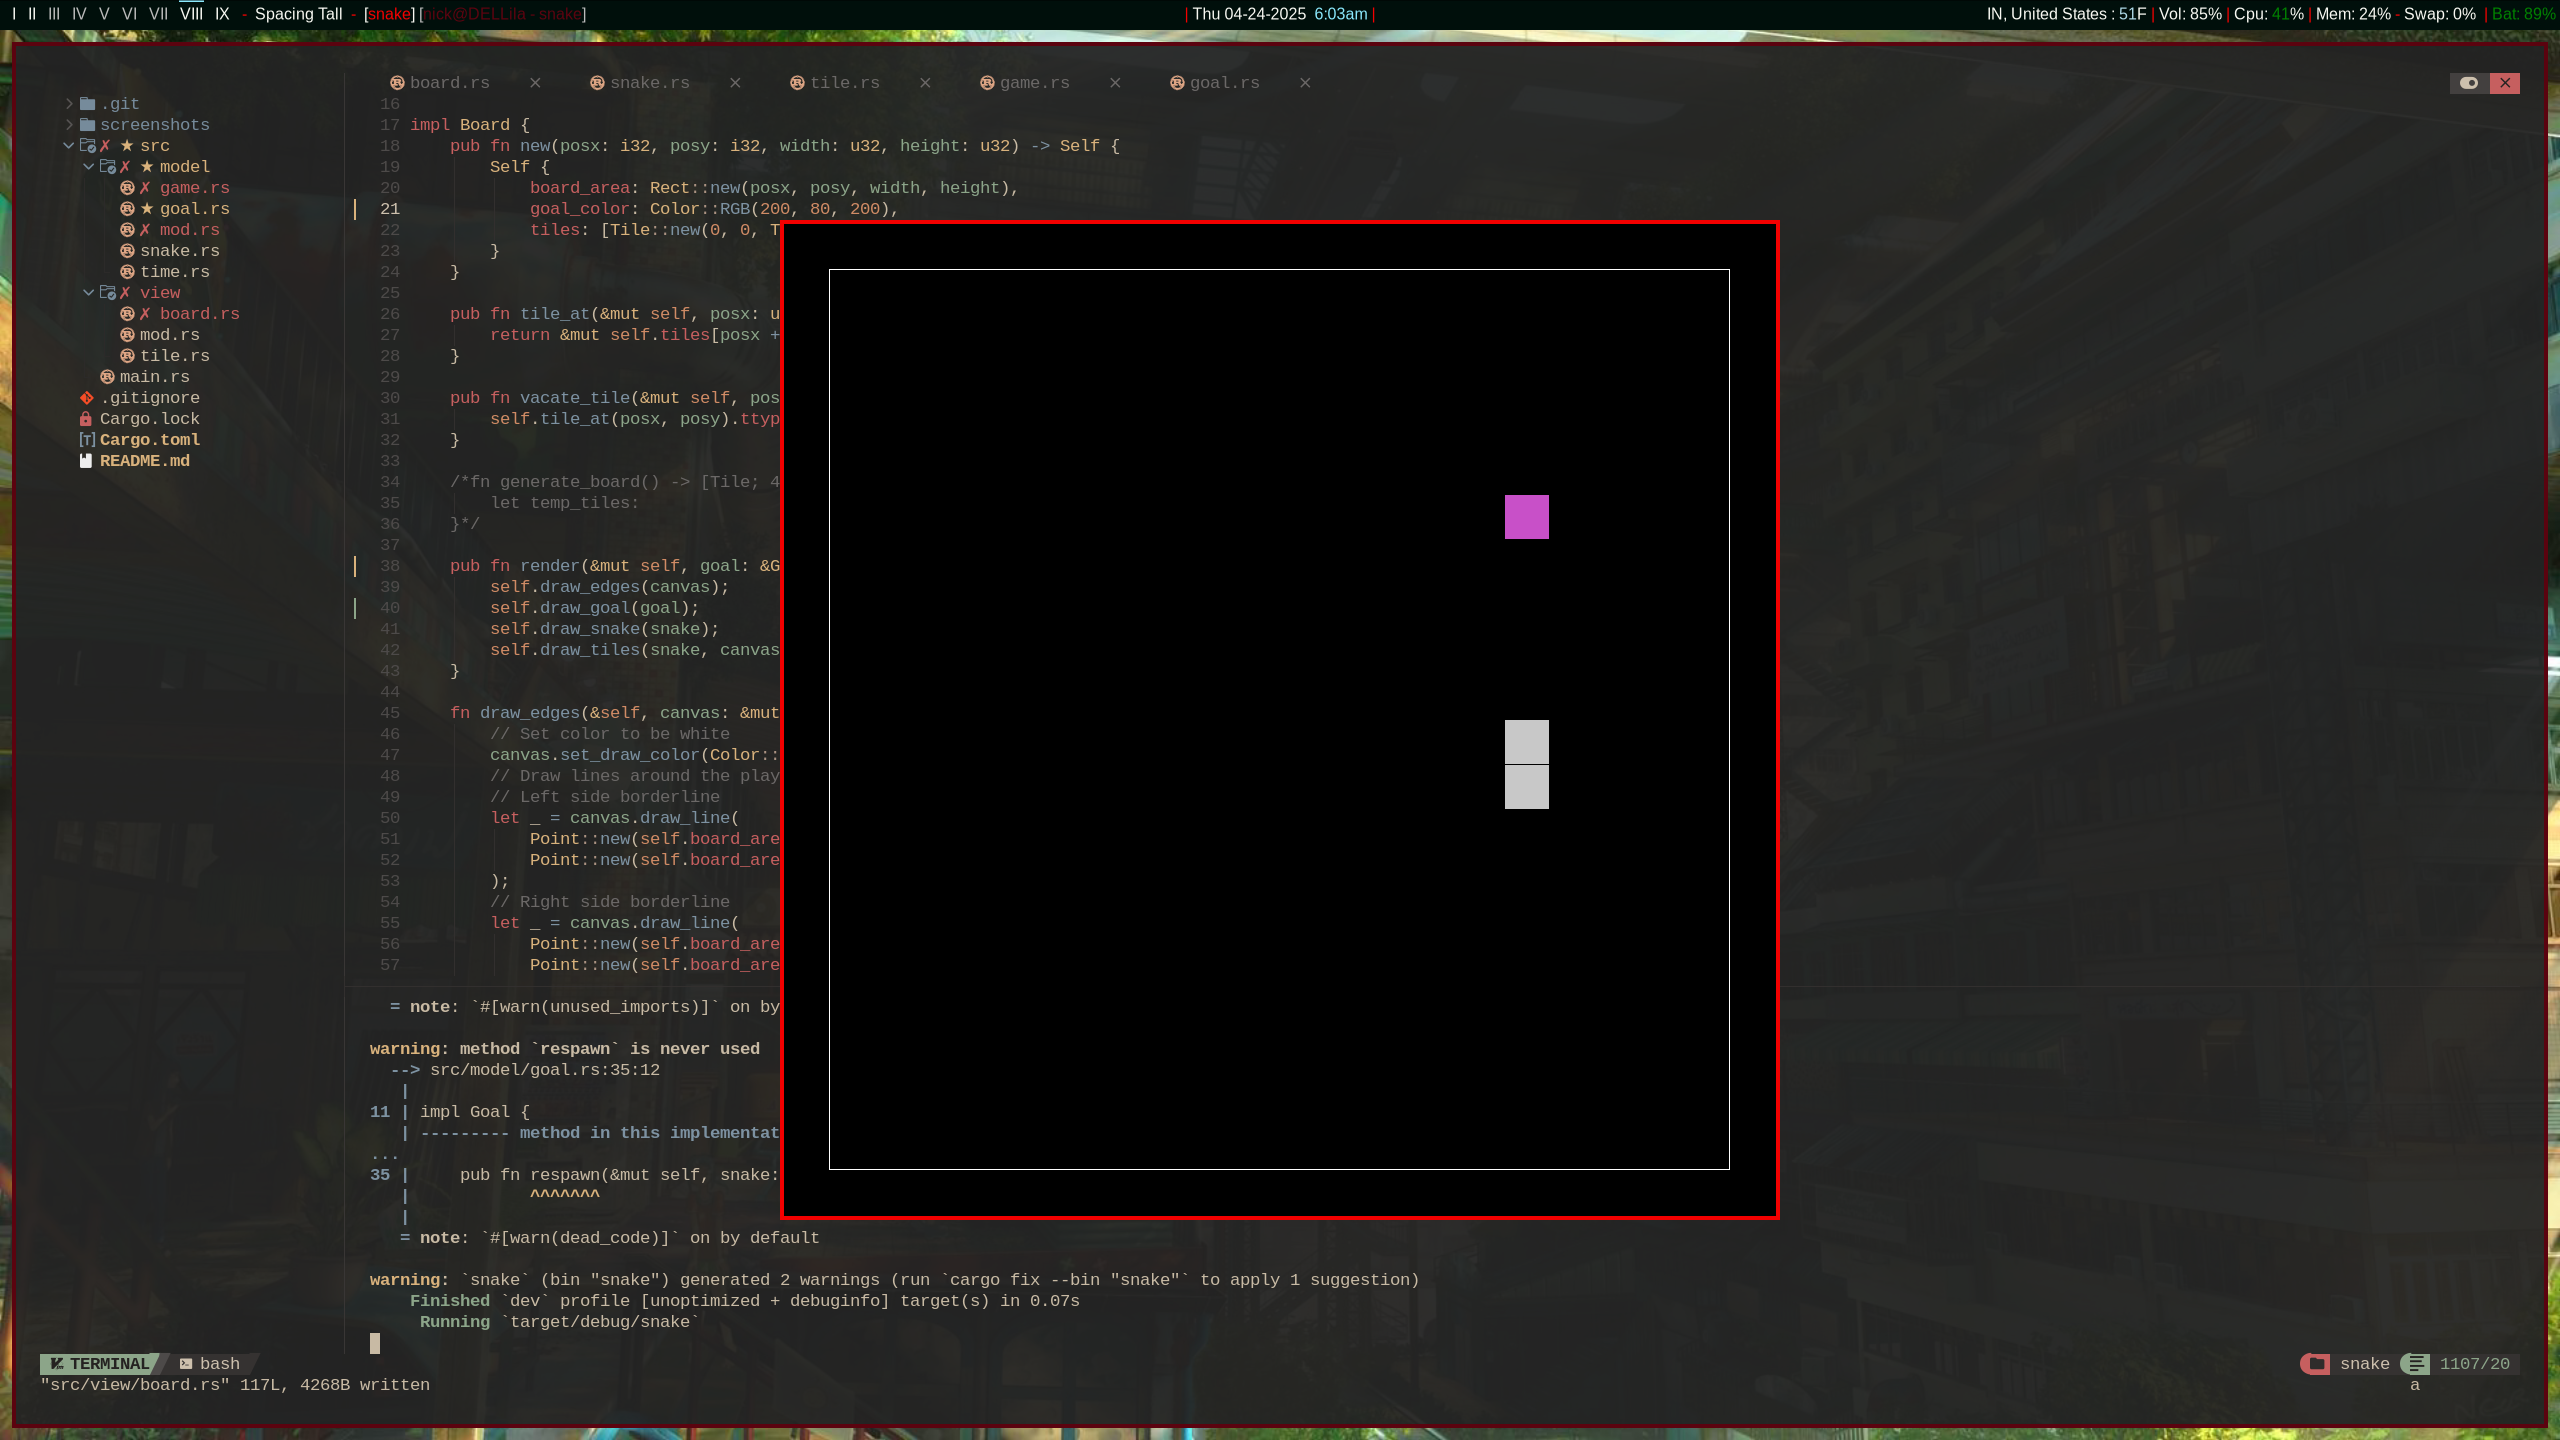 I II III IV V VI VII VIII IX - Spacing Tall - [snake] [nick@DELLila - snake] | Thu 04-24-2025 6:03am | IN, United States : 51F | Vol: 85% | Cpu: 41% | Mem: 24% - Swap: 0% | Bat: 89%
board.rs × snake.rs × tile.rs × game.rs × goal.rs ×
.git
screenshots
✗ ★ src
✗ ★ model
✗ game.rs
★ goal.rs
✗ mod.rs
snake.rs
time.rs
✗ view
✗ board.rs
mod.rs
tile.rs
main.rs
.gitignore
Cargo.lock
[T] Cargo.toml
README.md
16
17 impl Board {
18     pub fn new(posx: i32, posy: i32, width: u32, height: u32) -> Self {
19         Self {
20             board_area: Rect::new(posx, posy, width, height),
21             goal_color: Color::RGB(200, 80, 200),
22             tiles: [Tile::new(0, 0, T
23         }
24     }
25
26     pub fn tile_at(&mut self, posx: u
27         return &mut self.tiles[posx +
28     }
29
30     pub fn vacate_tile(&mut self, pos
31         self.tile_at(posx, posy).ttyp
32     }
33
34     /*fn generate_board() -> [Tile; 4
35         let temp_tiles:
36     }*/
37
38     pub fn render(&mut self, goal: &G
39         self.draw_edges(canvas);
40         self.draw_goal(goal);
41         self.draw_snake(snake);
42         self.draw_tiles(snake, canvas
43     }
44
45     fn draw_edges(&self, canvas: &mut
46         // Set color to be white
47         canvas.set_draw_color(Color::
48         // Draw lines around the play
49         // Left side borderline
50         let _ = canvas.draw_line(
51             Point::new(self.board_are
52             Point::new(self.board_are
53         );
54         // Right side borderline
55         let _ = canvas.draw_line(
56             Point::new(self.board_are
57             Point::new(self.board_are
  = note: `#[warn(unused_imports)]` on by
warning: method `respawn` is never used
  --> src/model/goal.rs:35:12
   |
11 | impl Goal {
   | --------- method in this implementat
...
35 |     pub fn respawn(&mut self, snake:
   |            ^^^^^^^
   |
   = note: `#[warn(dead_code)]` on by default
warning: `snake` (bin "snake") generated 2 warnings (run `cargo fix --bin "snake"` to apply 1 suggestion)
    Finished `dev` profile [unoptimized + debuginfo] target(s) in 0.07s
     Running `target/debug/snake`
TERMINAL bash snake 1107/20
"src/view/board.rs" 117L, 4268B written a